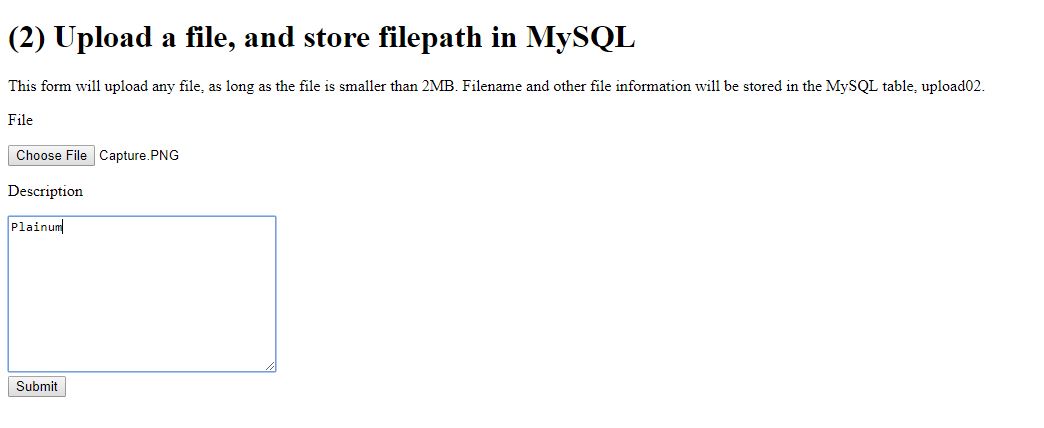 (2) Upload a file, and store filepath in MySQL
This form will upload any file, as long as the file is smaller than 2MB. Filename and other file information will be stored in the MySQL table, upload02.
File
Choose File Capture.PNG
Description
Plainum
Submit